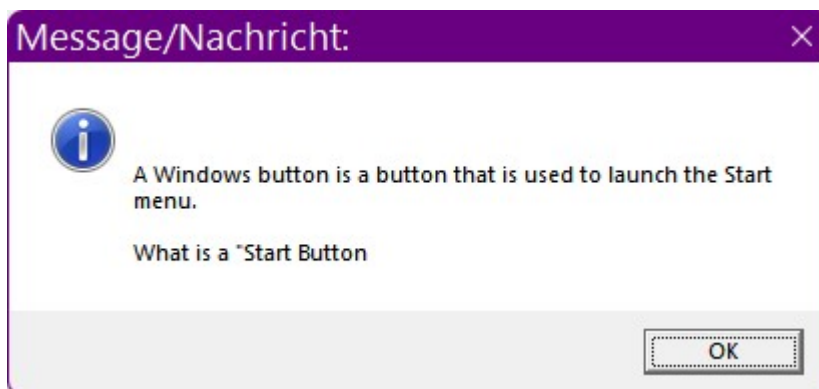 Message/Nachricht:
A Windows button is a button that is used to launch the Start
menu.
What is a "Start Button
OK